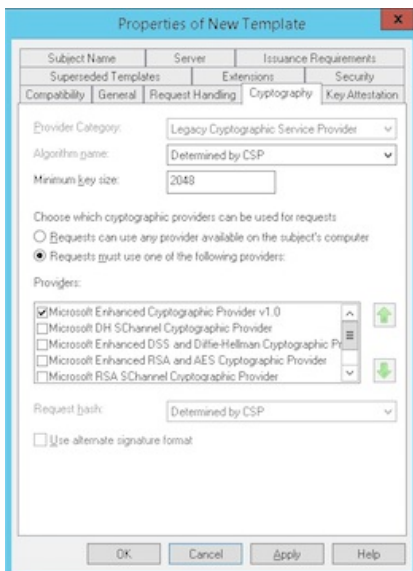 Properties of New Template
x
Subject Name Server Issuance Requirements
Superseded Templates Extensions Security
Compatibility General Request Handling Cryptography Key Attestation
Provider Category: Legacy Cryptographic Service Provider
Algorithm name: Determined by CSP
Minimum key size: 2048
Choose which cryptographic providers can be used for requests
Requests can use any provider available on the subject's computer
Requests must use one of the following providers:
Providers:
Microsoft Enhanced Cryptographic Provider v1.0
Microsoft DH SChannel Cryptographic Provider
Microsoft Enhanced DSS and Diffie-Hellman Cryptographic Pr
Microsoft Enhanced RSA and AES Cryptographic Provider
Microsoft RSA SChannel Cryptographic Provider
Request hash: Determined by CSP
Use alternate signature format
OK Cancel Apply Help